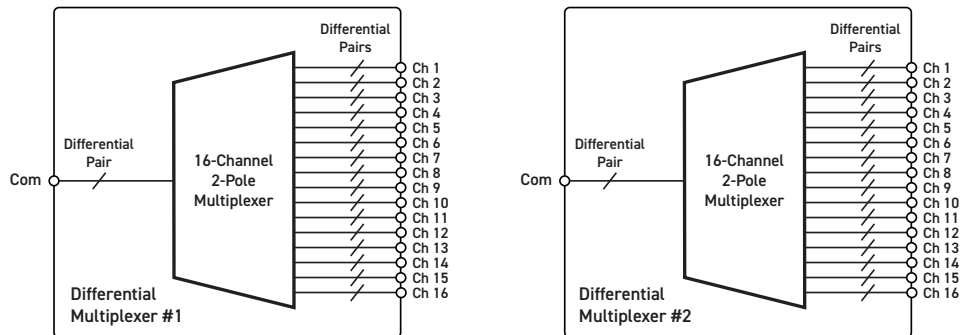 Differential
Pairs
Ch 1
Ch 2
Ch 3
Ch 4
Ch 5
Ch 6
Ch 7
Ch 8
Ch 9
Ch 10
Ch 11
Ch 12
Ch 13
Ch 14
Ch 15
Ch 16
Differential
Pair
Com
16-Channel
2-Pole
Multiplexer
Differential
Multiplexer #1
Differential
Pairs
Ch 1
Ch 2
Ch 3
Ch 4
Ch 5
Ch 6
Ch 7
Ch 8
Ch 9
Ch 10
Ch 11
Ch 12
Ch 13
Ch 14
Ch 15
Ch 16
Differential
Pair
Com
16-Channel
2-Pole
Multiplexer
Differential
Multiplexer #2